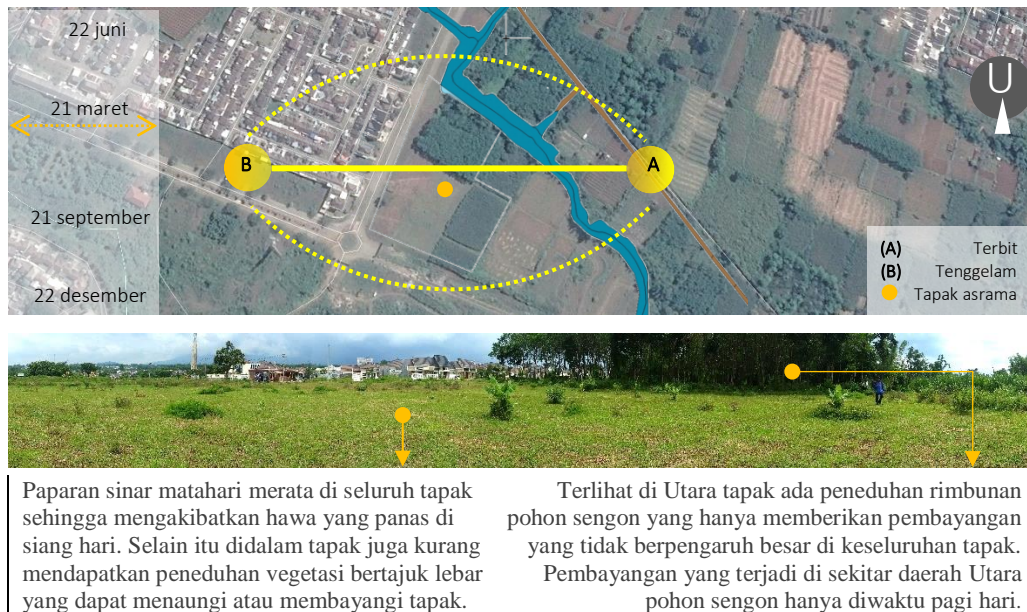 22 juni
21 maret
21 september
22 desember
B
A
U
(A) Terbit
(B) Tenggelam
Tapak asrama
Paparan sinar matahari merata di seluruh tapak
sehingga mengakibatkan hawa yang panas di
siang hari. Selain itu didalam tapak juga kurang
mendapatkan peneduhan vegetasi bertajuk lebar
yang dapat menaungi atau membayangi tapak.
Terlihat di Utara tapak ada peneduhan rimbunan
pohon sengon yang hanya memberikan pembayangan
yang tidak berpengaruh besar di keseluruhan tapak.
Pembayangan yang terjadi di sekitar daerah Utara
pohon sengon hanya diwaktu pagi hari.